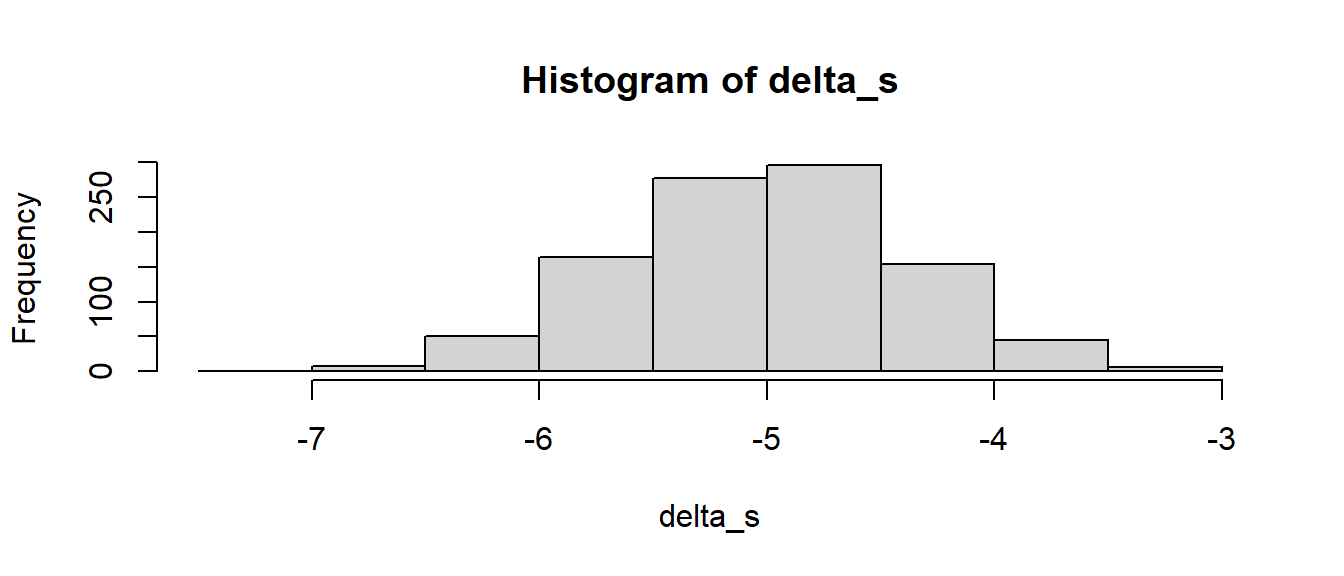 Histogram of delta_s
Frequency
250
100
0
-7 -6 -5 -4 -3
delta_s